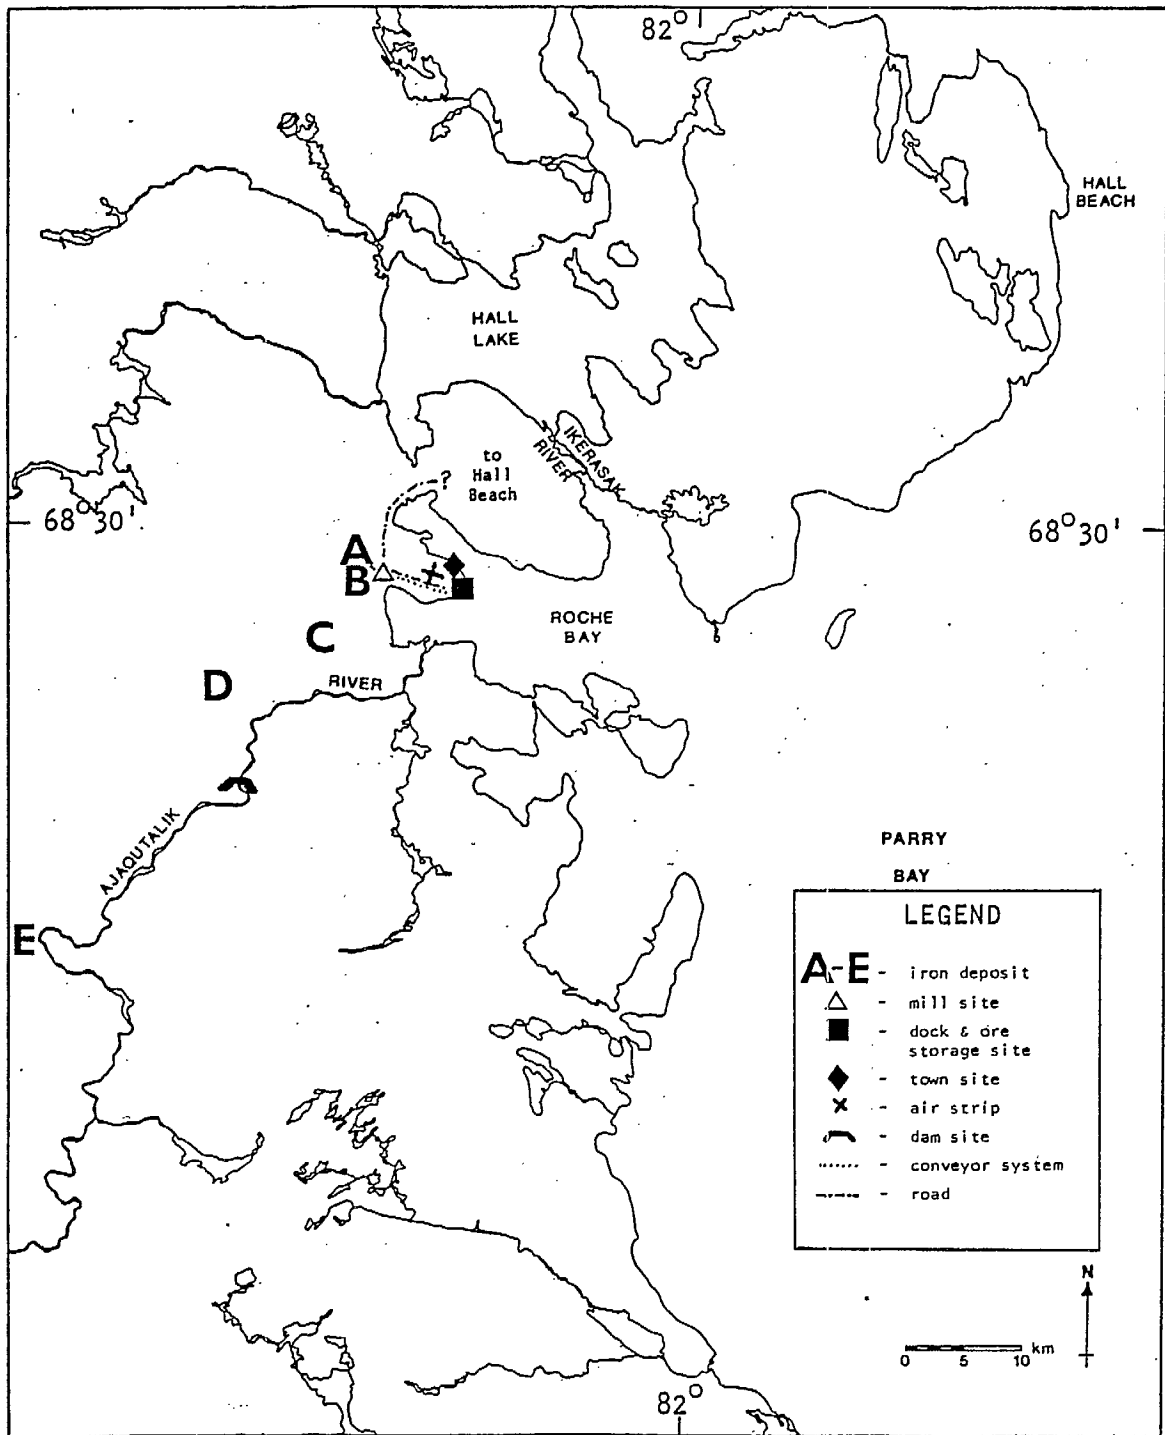 82°
HALL
BEACH
HALL
LAKE
IKERASAK
RIVER
to
Hall
Beach
?
68° 30'
68° 30'
A
B
ROCHE
BAY
C
D
RIVER
AJAQUTALIK
PARRY
BAY
E
LEGEND
A-E - iron deposit
- mill site
- dock & ore
storage site
- town site
- air strip
- dam site
- conveyor system
- road
N
0 5 10 km
82°